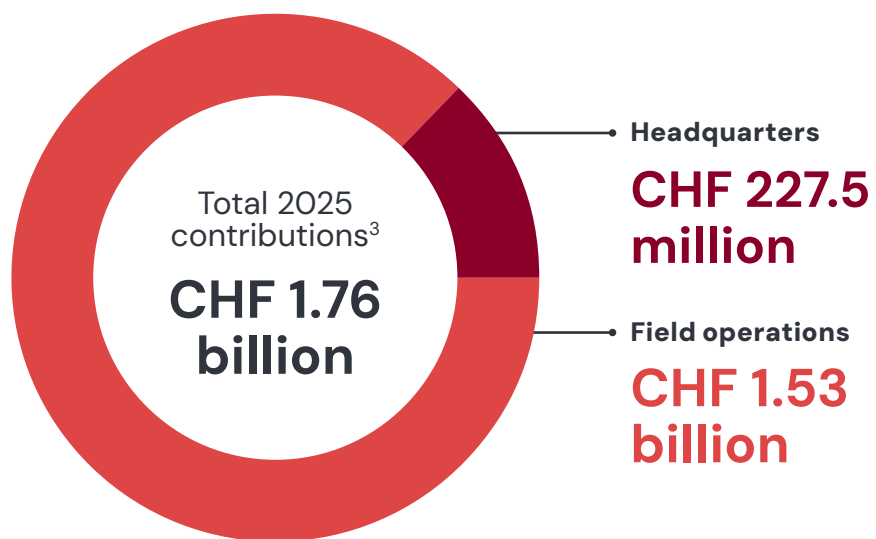 Total 2025
contributions³
CHF 1.76
billion
Headquarters
CHF 227.5
million
Field operations
CHF 1.53
billion